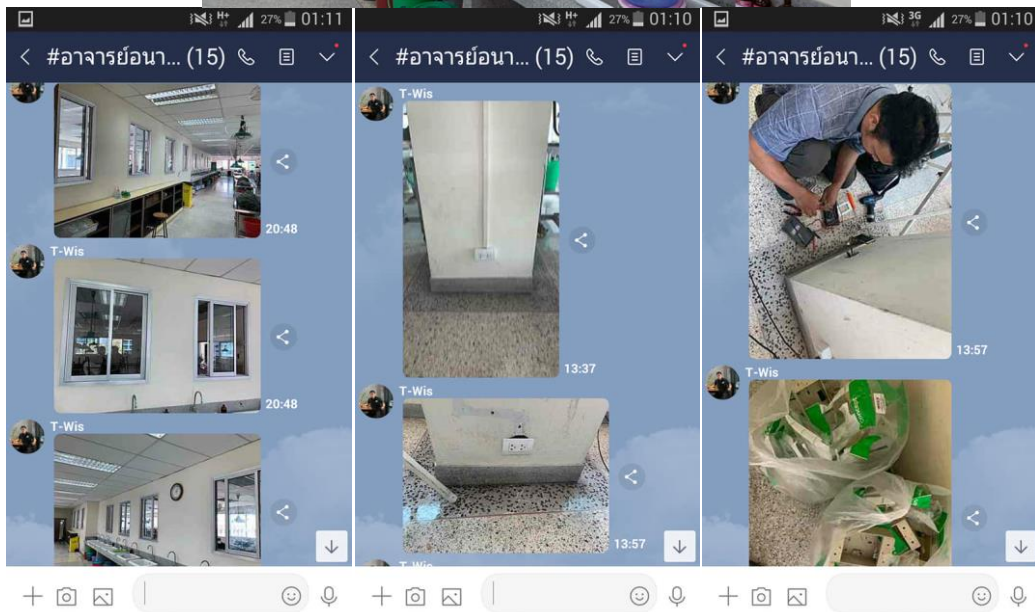 H+ 27% 01:11
#อาจารย์อนา... (15)
20:48
T-Wis
20:48
T-Wis
H+ 27% 01:10
#อาจารย์อนา... (15)
T-Wis
13:37
T-Wis
13:57
T-Wis
3G 27% 01:10
#อาจารย์อนา... (15)
13:57
T-Wis